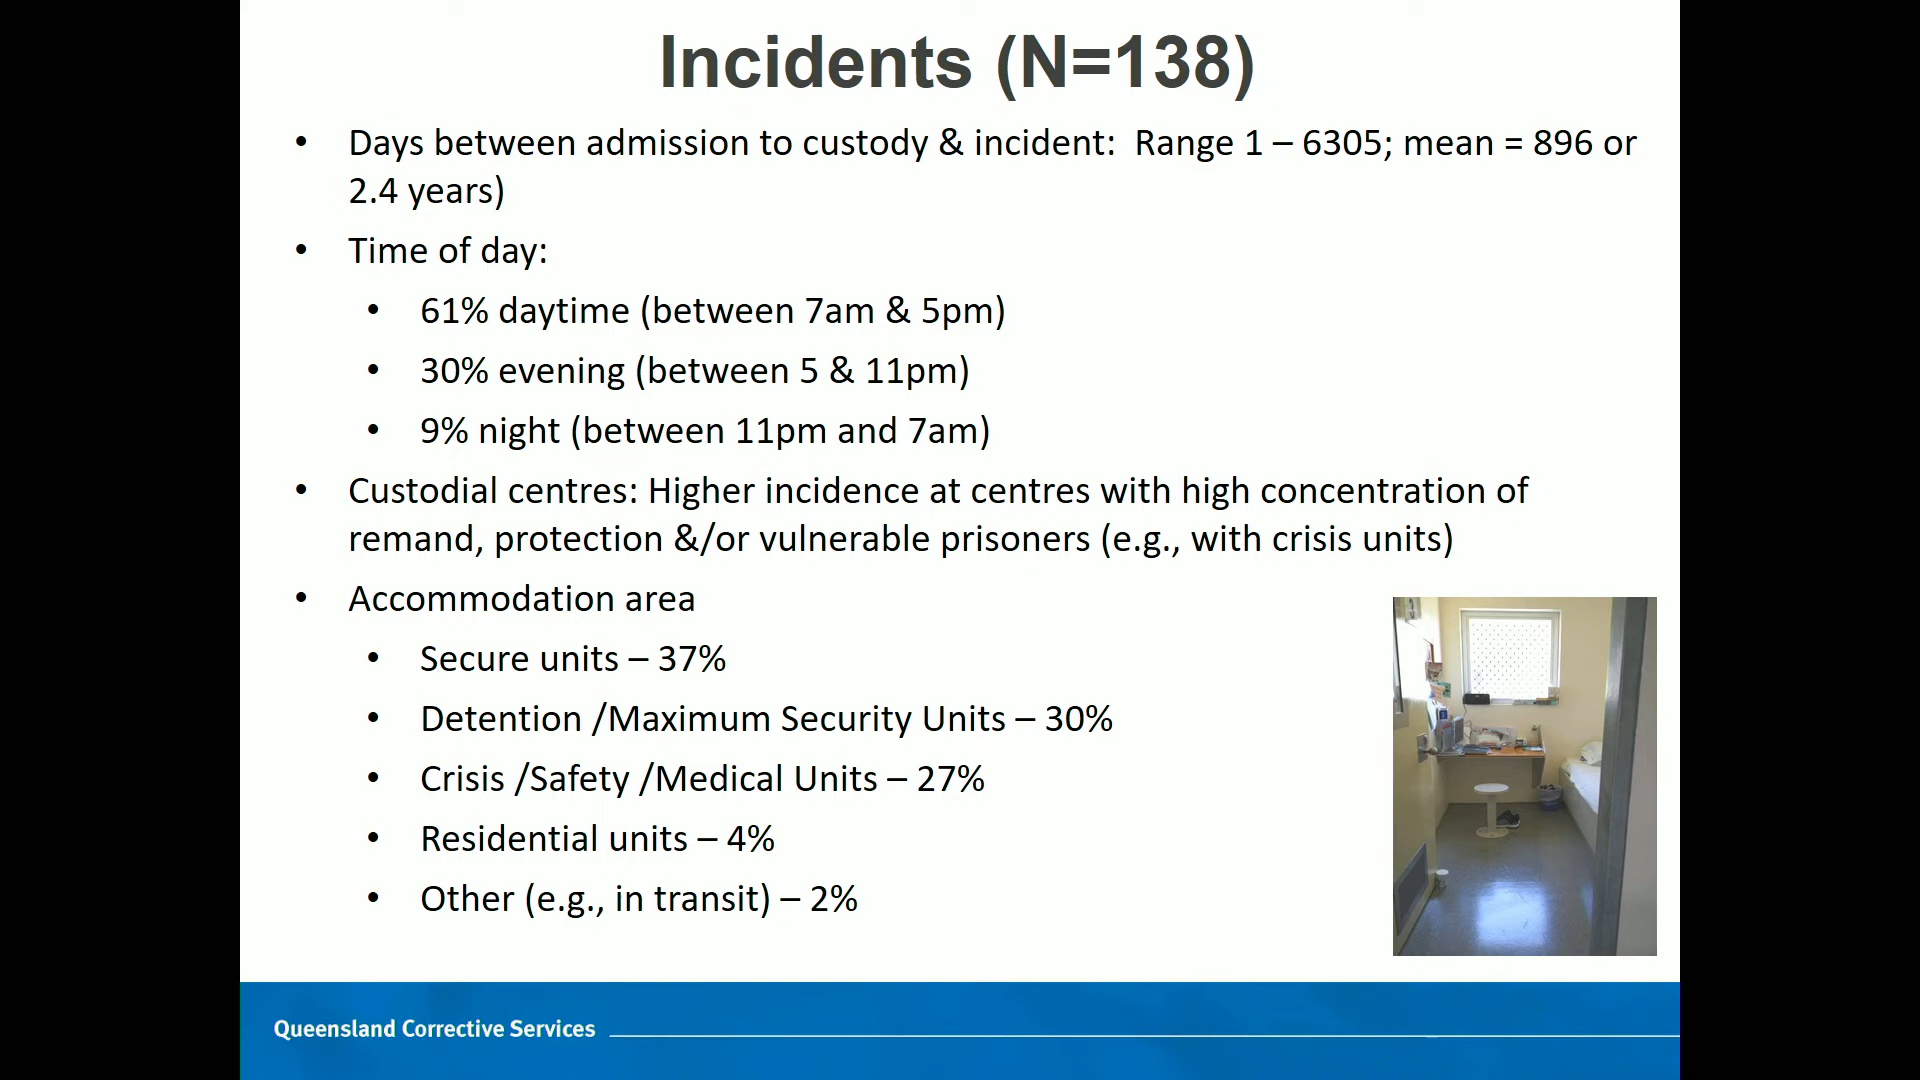 Incidents (N=138)
• Days between admission to custody & incident:  Range 1 – 6305; mean = 896 or
2.4 years)
• Time of day:
• 61% daytime (between 7am & 5pm)
• 30% evening (between 5 & 11pm)
• 9% night (between 11pm and 7am)
• Custodial centres: Higher incidence at centres with high concentration of
remand, protection &/or vulnerable prisoners (e.g., with crisis units)
• Accommodation area
• Secure units – 37%
• Detention /Maximum Security Units – 30%
• Crisis /Safety /Medical Units – 27%
• Residential units – 4%
• Other (e.g., in transit) – 2%
Queensland Corrective Services